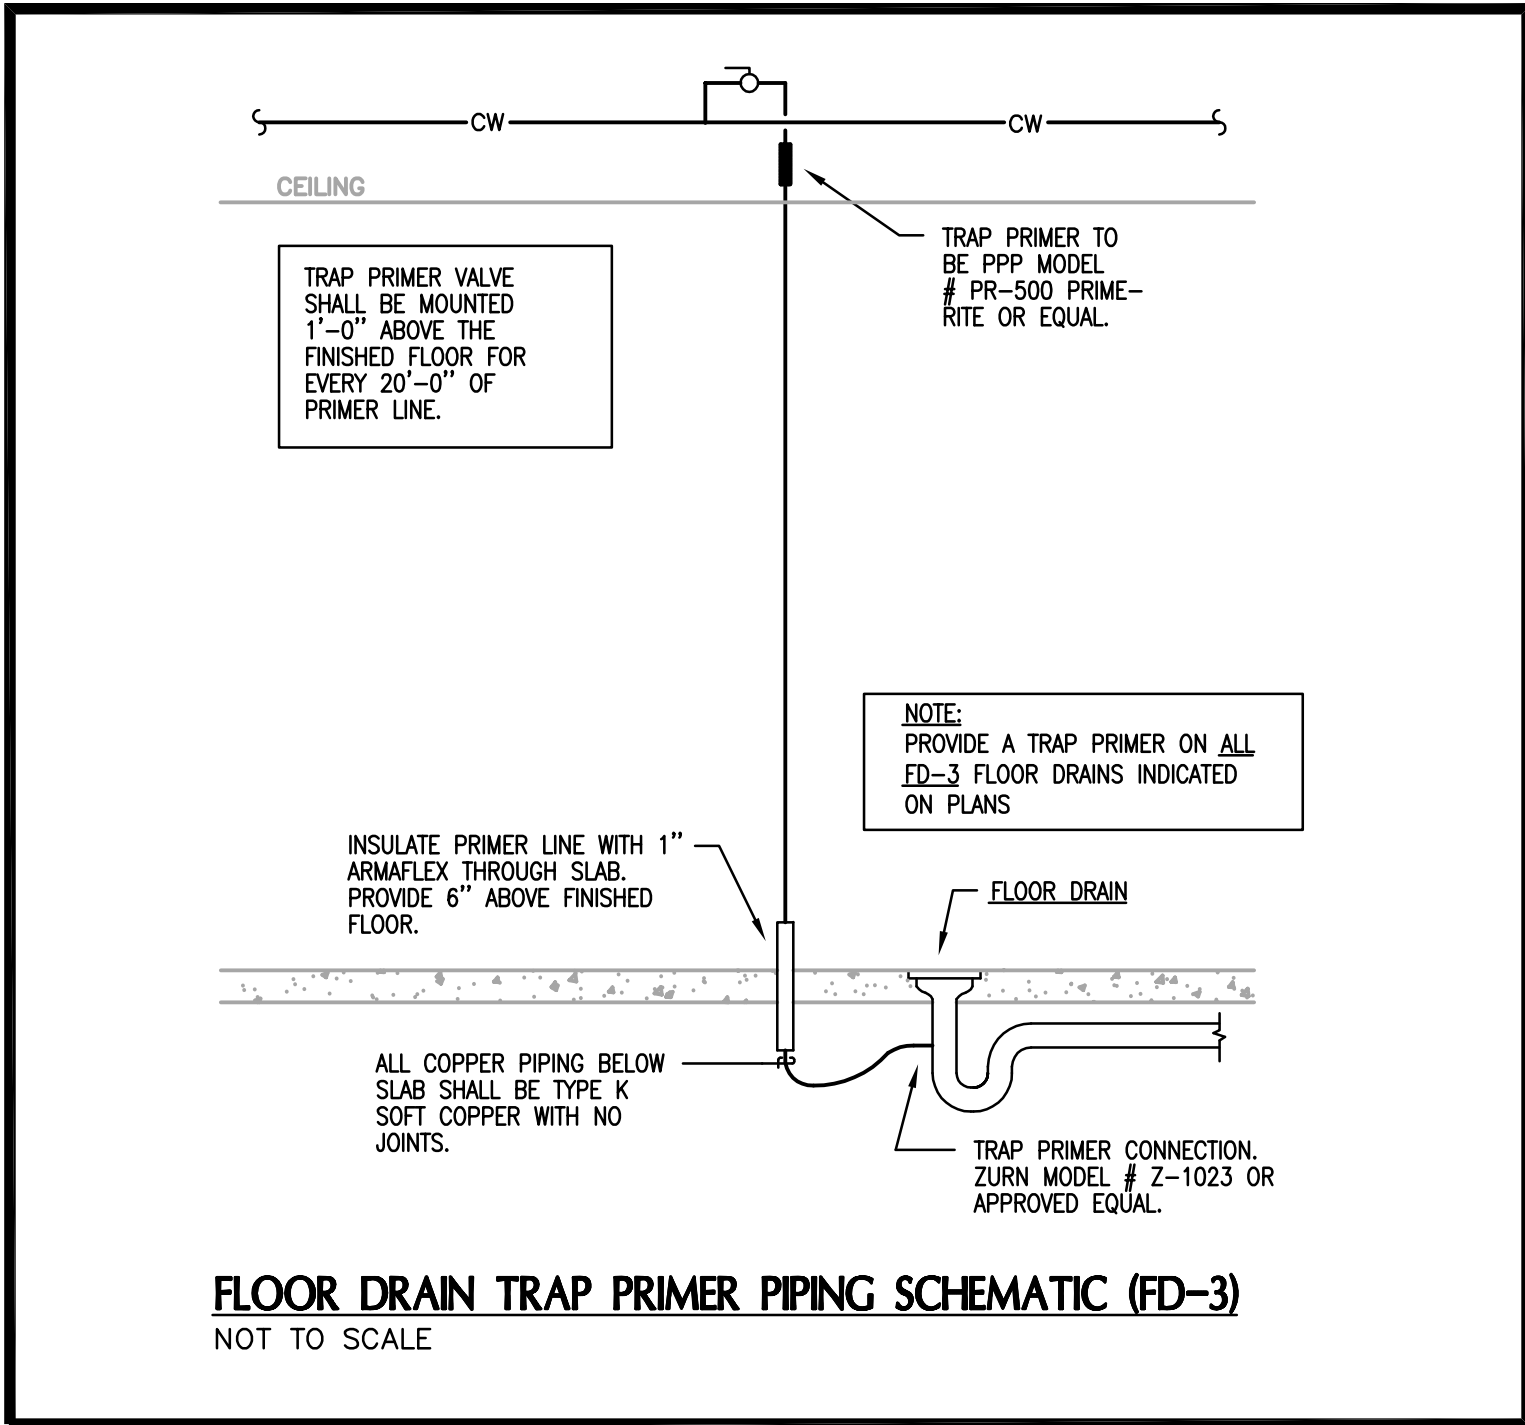 CW
CW
CEILING
TRAP PRIMER TO
BE PPP MODEL
# PR-500 PRIME-
RITE OR EQUAL.
TRAP PRIMER VALVE
SHALL BE MOUNTED
1'-0" ABOVE THE
FINISHED FLOOR FOR
EVERY 20'-0" OF
PRIMER LINE.
NOTE:
PROVIDE A TRAP PRIMER ON ALL
FD-3 FLOOR DRAINS INDICATED
ON PLANS
INSULATE PRIMER LINE WITH 1"
ARMAFLEX THROUGH SLAB.
PROVIDE 6" ABOVE FINISHED
FLOOR.
FLOOR DRAIN
ALL COPPER PIPING BELOW
SLAB SHALL BE TYPE K
SOFT COPPER WITH NO
JOINTS.
TRAP PRIMER CONNECTION.
ZURN MODEL # Z-1023 OR
APPROVED EQUAL.
FLOOR DRAIN TRAP PRIMER PIPING SCHEMATIC (FD-3)
NOT TO SCALE